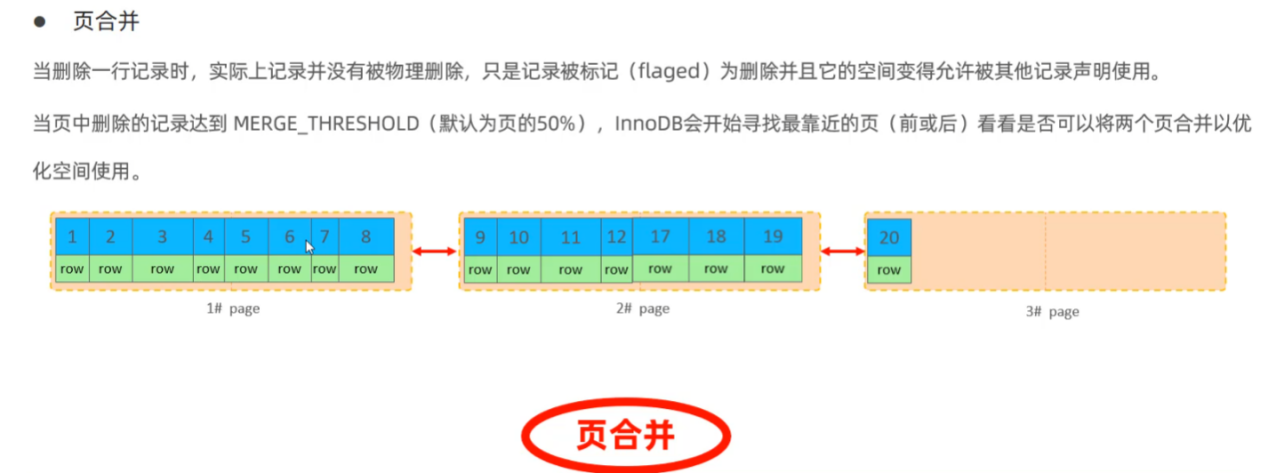 ● 页合并
当删除一行记录时，实际上记录并没有被物理删除，只是记录被标记（flaged）为删除并且它的空间变得允许被其他记录声明使用。
当页中删除的记录达到 MERGE_THRESHOLD（默认为页的50%），InnoDB会开始寻找最靠近的页（前或后）看看是否可以将两个页合并以优
化空间使用。
1 2 3 4 5 6 7 8 9 10 11 12 17 18 19 20
row row row row row row row row row row row row row row row row
1# page 2# page 3# page
页合并